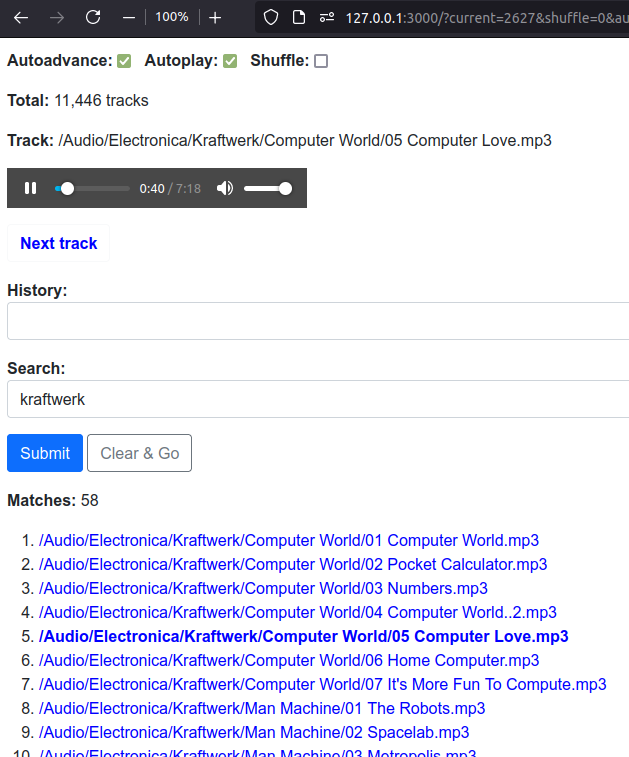 100%
127.0.0.1:3000/?current=2627&shuffle=0&au
Autoadvance: Autoplay: Shuffle:
Total: 11,446 tracks
Track: /Audio/Electronica/Kraftwerk/Computer World/05 Computer Love.mp3
0:40 / 7:18
Next track
History:
Search:
kraftwerk
Submit Clear & Go
Matches: 58
1. /Audio/Electronica/Kraftwerk/Computer World/01 Computer World.mp3
2. /Audio/Electronica/Kraftwerk/Computer World/02 Pocket Calculator.mp3
3. /Audio/Electronica/Kraftwerk/Computer World/03 Numbers.mp3
4. /Audio/Electronica/Kraftwerk/Computer World/04 Computer World..2.mp3
5. /Audio/Electronica/Kraftwerk/Computer World/05 Computer Love.mp3
6. /Audio/Electronica/Kraftwerk/Computer World/06 Home Computer.mp3
7. /Audio/Electronica/Kraftwerk/Computer World/07 It's More Fun To Compute.mp3
8. /Audio/Electronica/Kraftwerk/Man Machine/01 The Robots.mp3
9. /Audio/Electronica/Kraftwerk/Man Machine/02 Spacelab.mp3
10. /Audio/Electronica/Kraftwerk/Man Machine/03 Metropolis.mp3